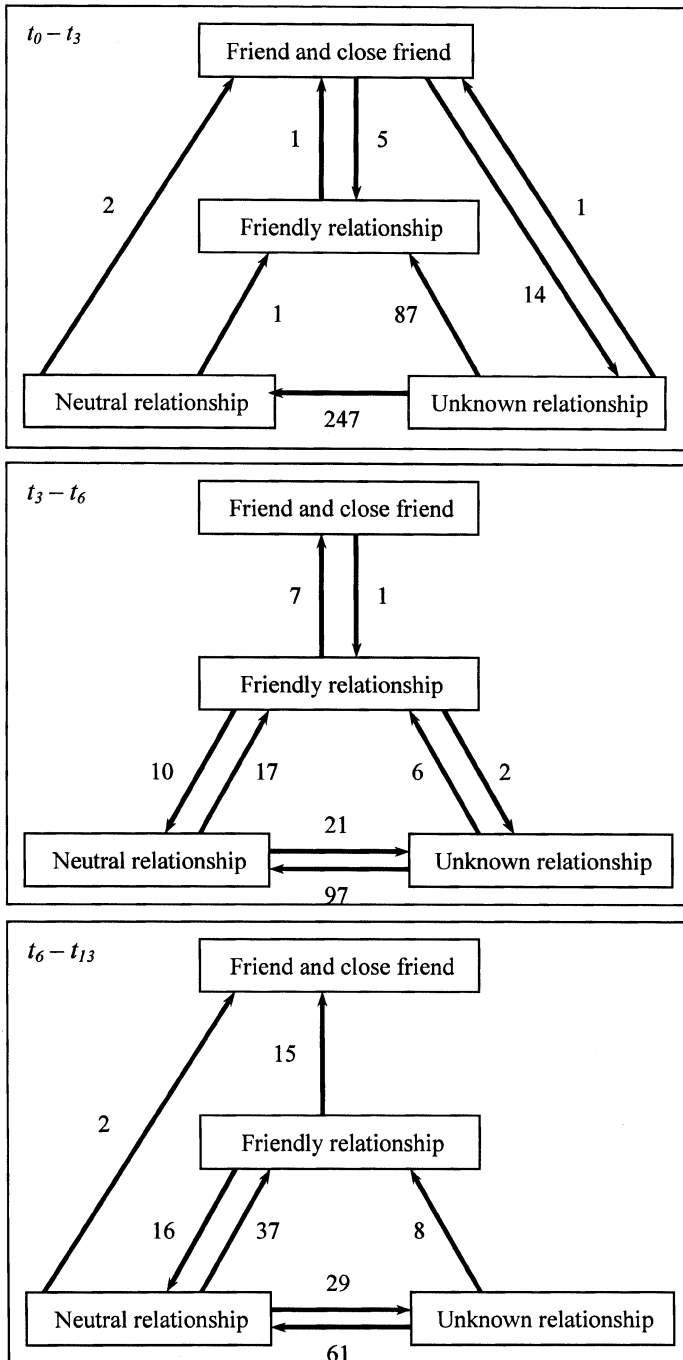 t0 – t3
Friend and close friend
1 5
2 1
Friendly relationship
14
1 87
Neutral relationship Unknown relationship
247
t3 – t6
Friend and close friend
7 1
Friendly relationship
10 17 6 2
21
Neutral relationship Unknown relationship
97
t6 – t13
Friend and close friend
15
2
Friendly relationship
16 37 8
29
Neutral relationship Unknown relationship
61